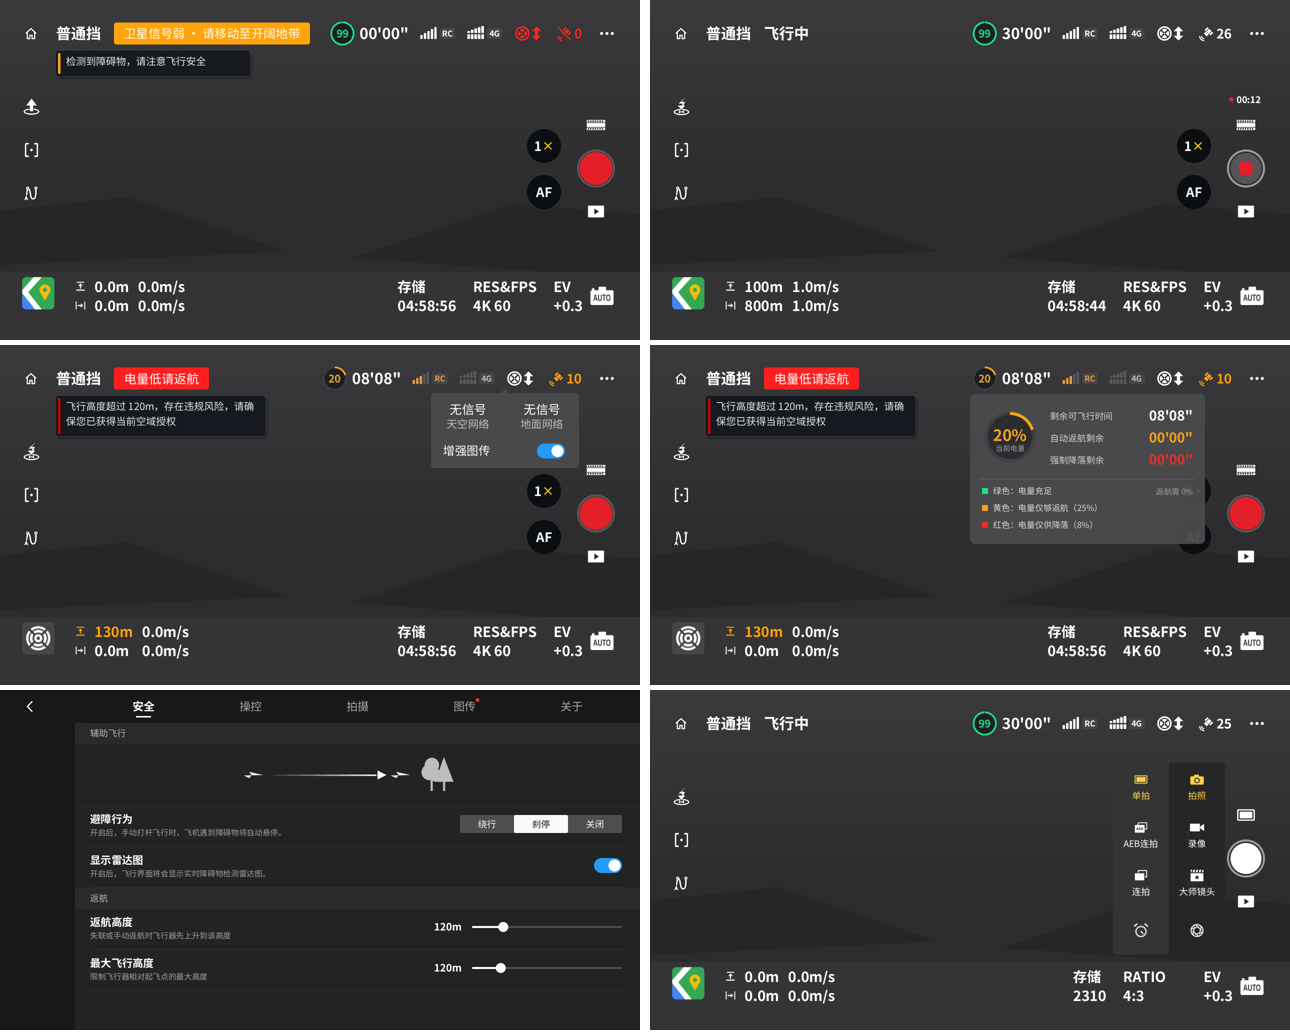 普通挡 卫星信号弱 · 请移动至开阔地带 99 00'00" RC 4G 0
检测到障碍物，请注意飞行安全
1×
AF
0.0m 0.0m/s 存储 RES&FPS EV
0.0m 0.0m/s 04:58:56 4K 60 +0.3 AUTO
普通挡 飞行中 99 30'00" RC 4G 26
00:12
1×
AF
100m 1.0m/s 存储 RES&FPS EV
800m 1.0m/s 04:58:44 4K 60 +0.3 AUTO
普通挡 电量低请返航 20 08'08" RC 4G 10
飞行高度超过 120m，存在违规风险，请确
保您已获得当前空域授权
无信号 无信号
天空网络 地面网络
增强图传
1×
AF
130m 0.0m/s 存储 RES&FPS EV
0.0m 0.0m/s 04:58:56 4K 60 +0.3 AUTO
普通挡 电量低请返航 20 08'08" RC 4G 10
飞行高度超过 120m，存在违规风险，请确
保您已获得当前空域授权
20%
当前电量
剩余可飞行时间 08'08"
自动返航剩余 00'00"
强制降落剩余 00'00"
绿色：电量充足 返航需 0%
黄色：电量仅够返航（25%）
红色：电量仅供降落（8%）
AF
130m 0.0m/s 存储 RES&FPS EV
0.0m 0.0m/s 04:58:56 4K 60 +0.3 AUTO
安全 操控 拍摄 图传 关于
辅助飞行
避障行为
开启后，手动打杆飞行时，飞机遇到障碍物将自动悬停。
绕行 刹停 关闭
显示雷达图
开启后，飞行界面将会显示实时障碍物检测雷达图。
返航
返航高度
失联或手动返航时飞行器先上升到该高度
120m
最大飞行高度
限制飞行器相对起飞点的最大高度
120m
普通挡 飞行中 99 30'00" RC 4G 25
单拍 拍照
AEB连拍 录像
连拍 大师镜头
0.0m 0.0m/s 存储 RATIO EV
0.0m 0.0m/s 2310 4:3 +0.3 AUTO